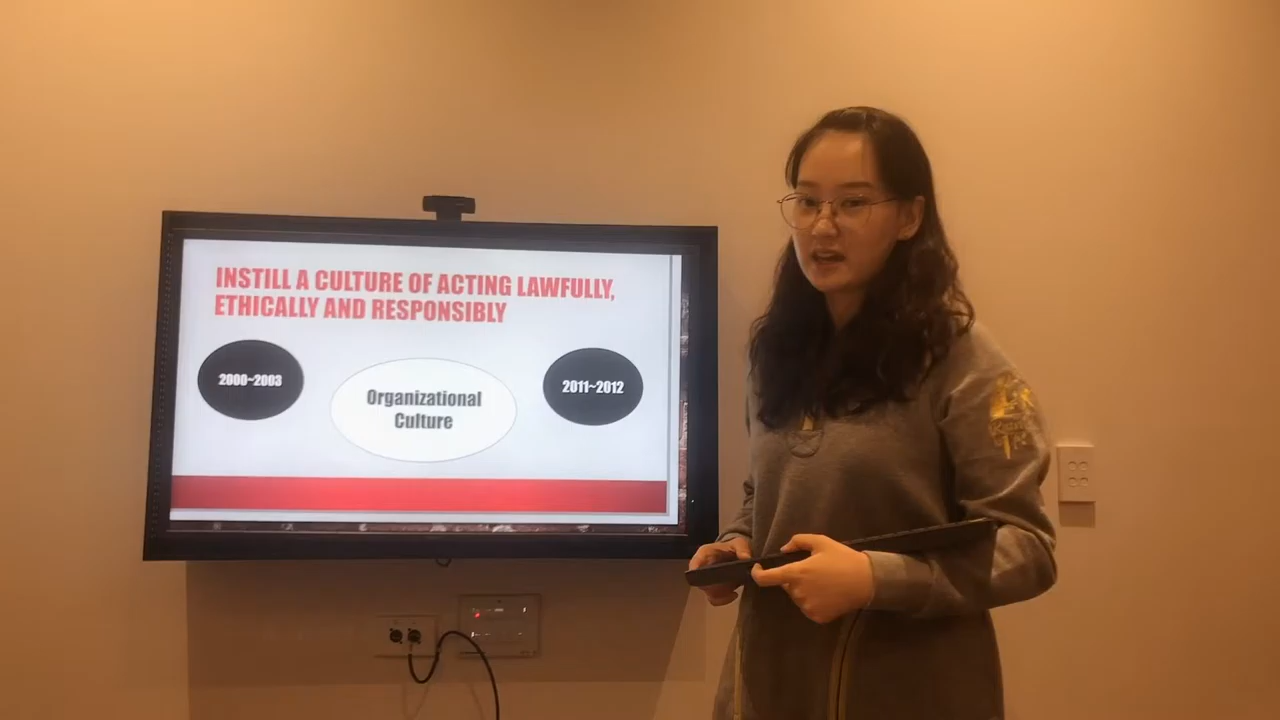 INSTILL A CULTURE OF ACTING LAWFULLY,
ETHICALLY AND RESPONSIBLY
2000~2003
Organizational
Culture
2011~2012